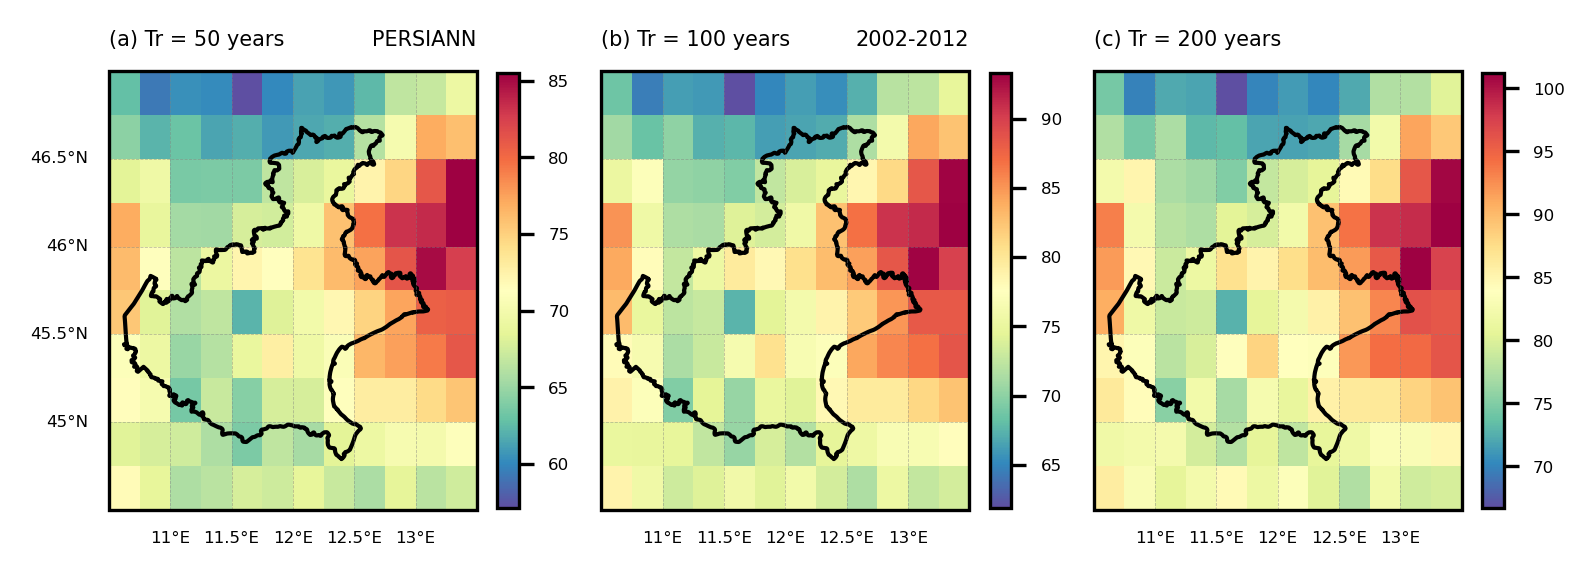 (a) Tr = 50 years PERSIANN
(b) Tr = 100 years 2002-2012
(c) Tr = 200 years
46.5°N
46°N
45.5°N
45°N
11°E 11.5°E 12°E 12.5°E 13°E
85
80
75
70
65
60
11°E 11.5°E 12°E 12.5°E 13°E
90
85
80
75
70
65
11°E 11.5°E 12°E 12.5°E 13°E
100
95
90
85
80
75
70